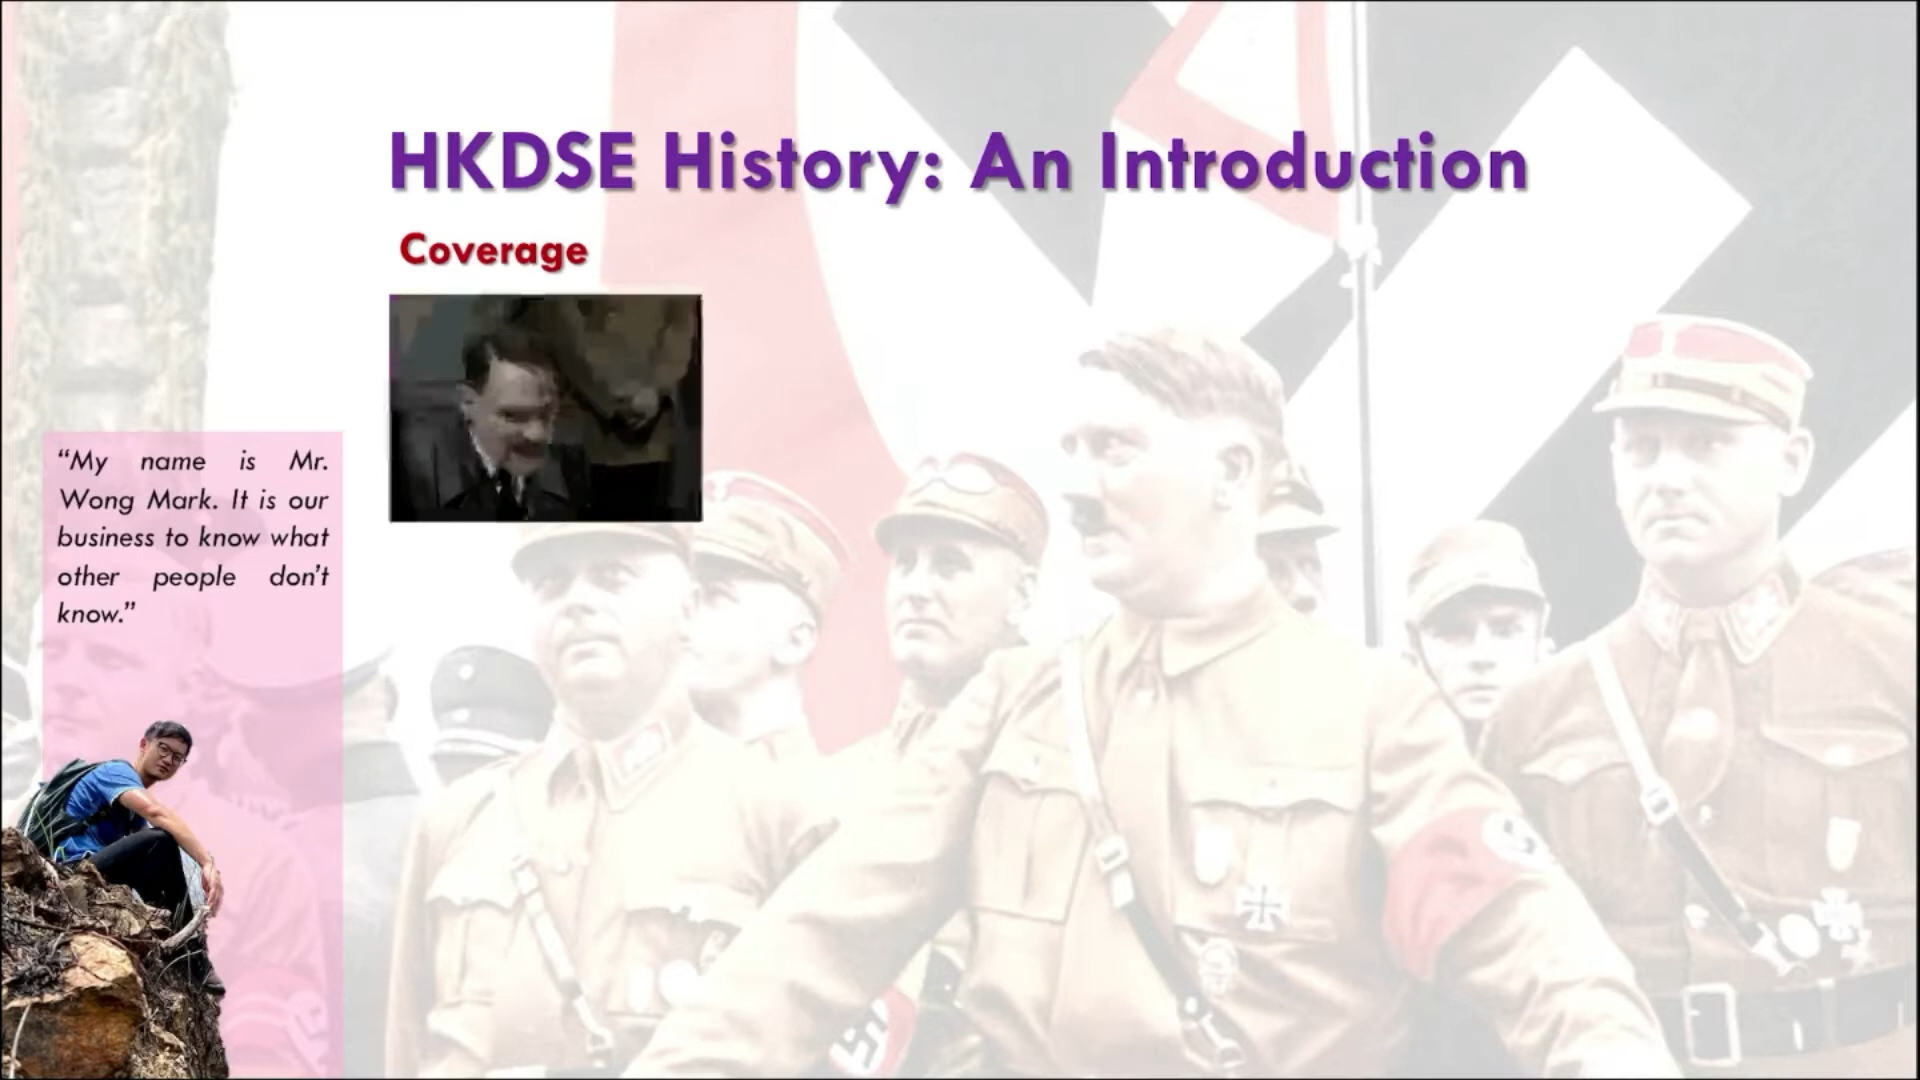 HKDSE History: An Introduction
Coverage
“My name is Mr.
Wong Mark. It is our
business to know what
other people don’t
know.”